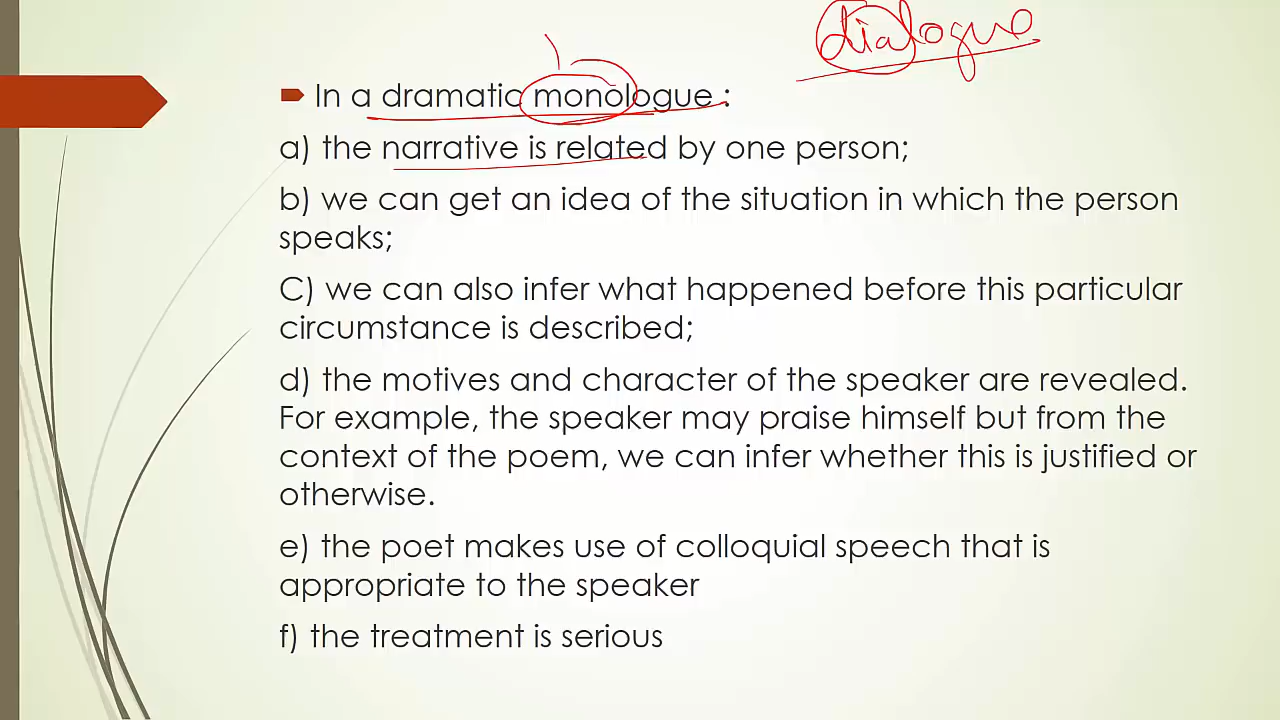 dialogue
In a dramatic monologue :
a) the narrative is related by one person;
b) we can get an idea of the situation in which the person
speaks;
C) we can also infer what happened before this particular
circumstance is described;
d) the motives and character of the speaker are revealed.
For example, the speaker may praise himself but from the
context of the poem, we can infer whether this is justified or
otherwise.
e) the poet makes use of colloquial speech that is
appropriate to the speaker
f) the treatment is serious